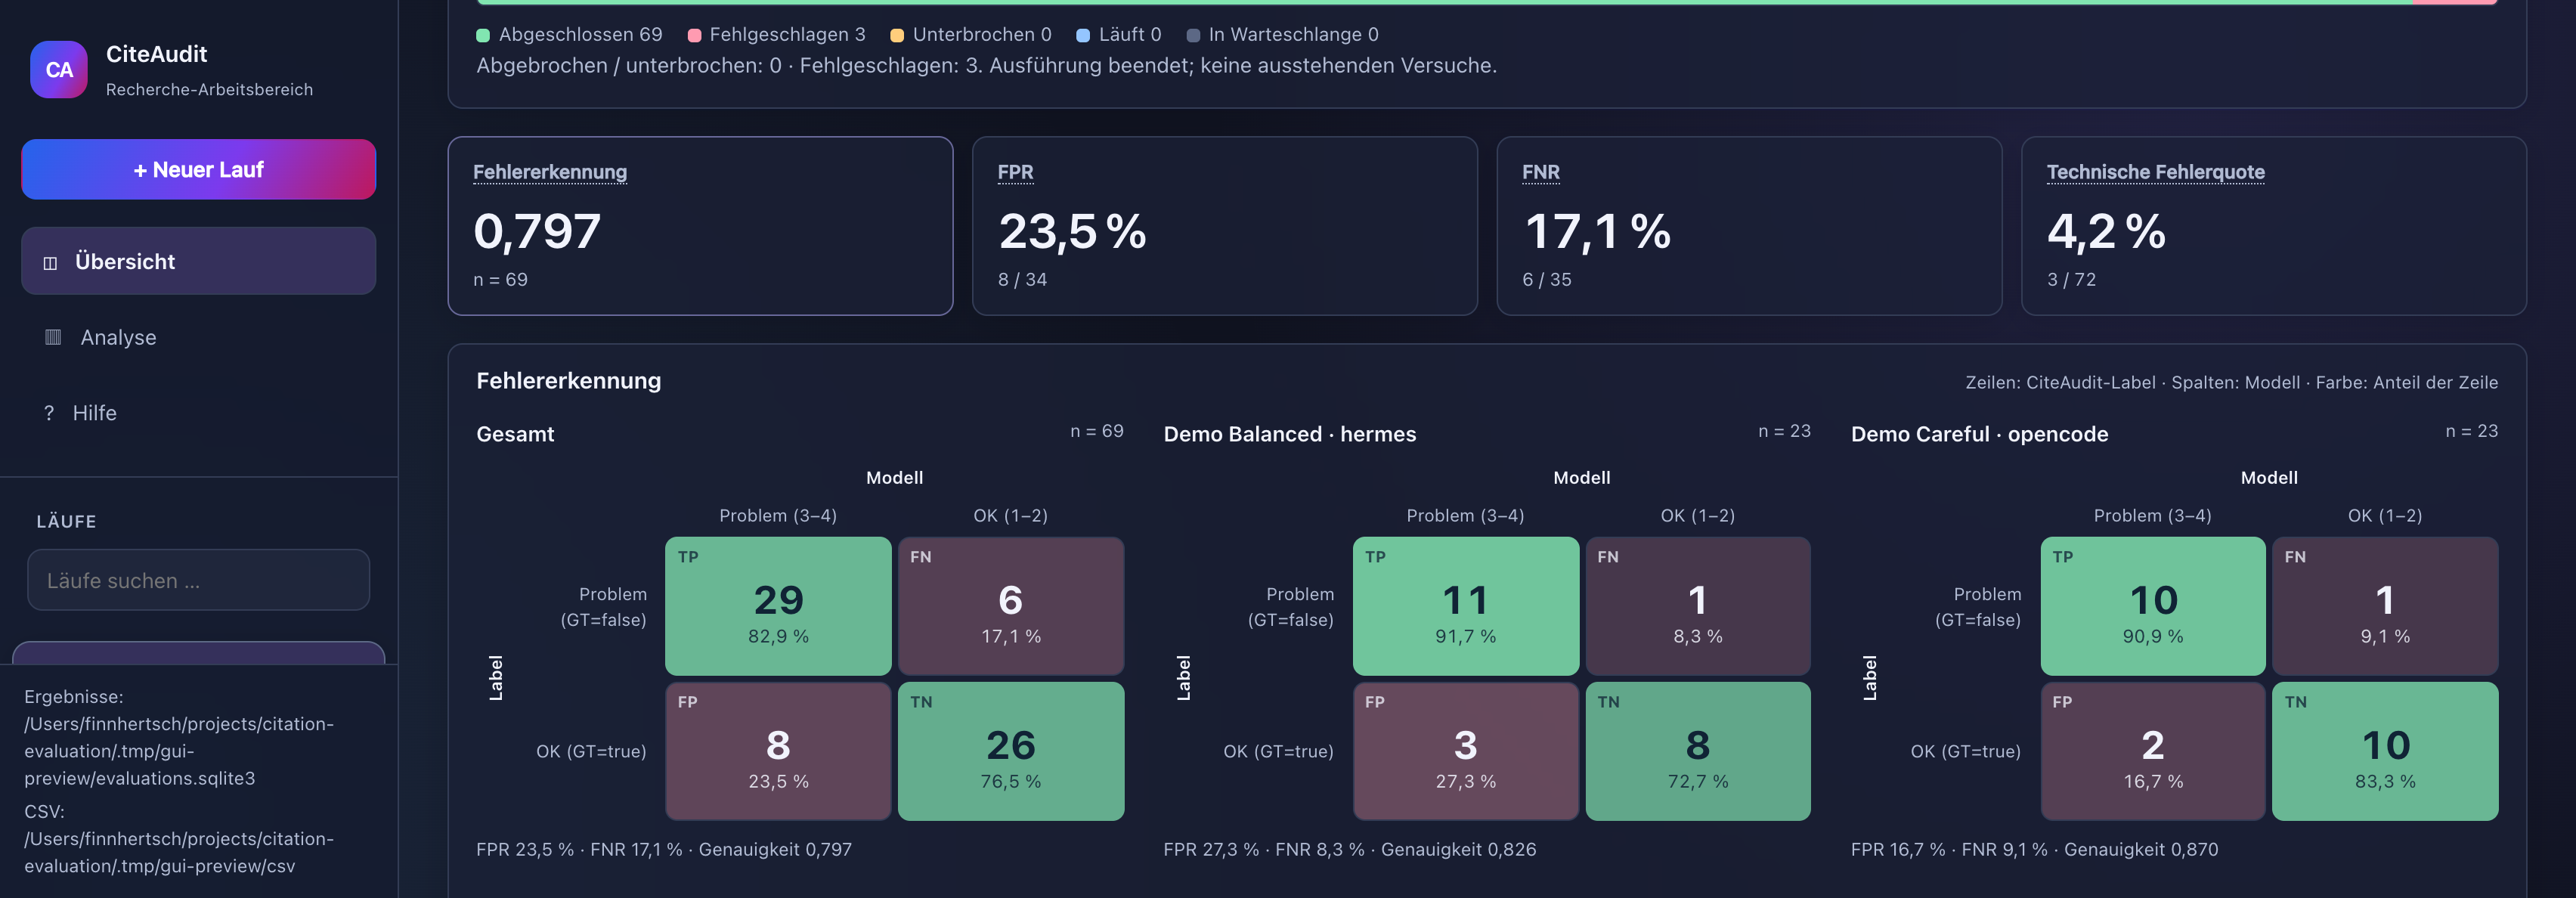 CA
CiteAudit
Recherche-Arbeitsbereich
+ Neuer Lauf
Übersicht
Analyse
? Hilfe
LÄUFE
Läufe suchen ...
Ergebnisse:
/Users/finnhertsch/projects/citation-
evaluation/.tmp/gui-
preview/evaluations.sqlite3
CSV:
/Users/finnhertsch/projects/citation-
evaluation/.tmp/gui-preview/csv
Abgeschlossen 69 Fehlgeschlagen 3 Unterbrochen 0 Läuft 0 In Warteschlange 0
Abgebrochen / unterbrochen: 0 · Fehlgeschlagen: 3. Ausführung beendet; keine ausstehenden Versuche.
Fehlererkennung
0,797
n = 69
FPR
23,5 %
8 / 34
FNR
17,1 %
6 / 35
Technische Fehlerquote
4,2 %
3 / 72
Fehlererkennung
Zeilen: CiteAudit-Label · Spalten: Modell · Farbe: Anteil der Zeile
Gesamt
n = 69
Modell
Problem (3–4)
OK (1–2)
Label
Problem
(GT=false)
TP
29
82,9 %
FN
6
17,1 %
OK (GT=true)
FP
8
23,5 %
TN
26
76,5 %
FPR 23,5 % · FNR 17,1 % · Genauigkeit 0,797
Demo Balanced · hermes
n = 23
Modell
Problem (3–4)
OK (1–2)
Label
Problem
(GT=false)
TP
11
91,7 %
FN
1
8,3 %
OK (GT=true)
FP
3
27,3 %
TN
8
72,7 %
FPR 27,3 % · FNR 8,3 % · Genauigkeit 0,826
Demo Careful · opencode
n = 23
Modell
Problem (3–4)
OK (1–2)
Label
Problem
(GT=false)
TP
10
90,9 %
FN
1
9,1 %
OK (GT=true)
FP
2
16,7 %
TN
10
83,3 %
FPR 16,7 % · FNR 9,1 % · Genauigkeit 0,870